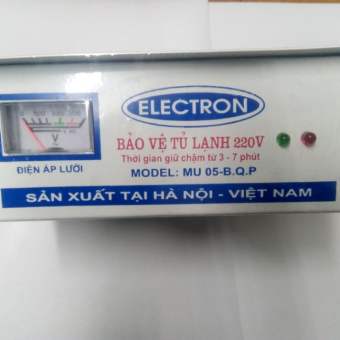 ELECTRON
BẢO VỆ TỦ LẠNH 220V
Thời gian giữ chậm từ 3 - 7 phút
MODEL: MU 05-B.Q.P
V
ĐIỆN ÁP LƯỚI
SẢN XUẤT TẠI HÀ NỘI - VIỆT NAM